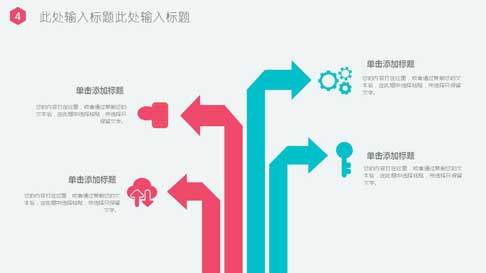 4
此处输入标题此处输入标题
单击添加标题
您的内容打在这里，或者通过复制您的文
本后，在此框中选择粘贴，并选择只保留
文字。
单击添加标题
您的内容打在这里，或者通过复制您的文
本后，在此框中选择粘贴，并选择只保留
文字。
单击添加标题
您的内容打在这里，或者通过复制您的文
本后，在此框中选择粘贴，并选择只保留
文字。
单击添加标题
您的内容打在这里，或者通过复制您的文
本后，在此框中选择粘贴，并选择只保留
文字。